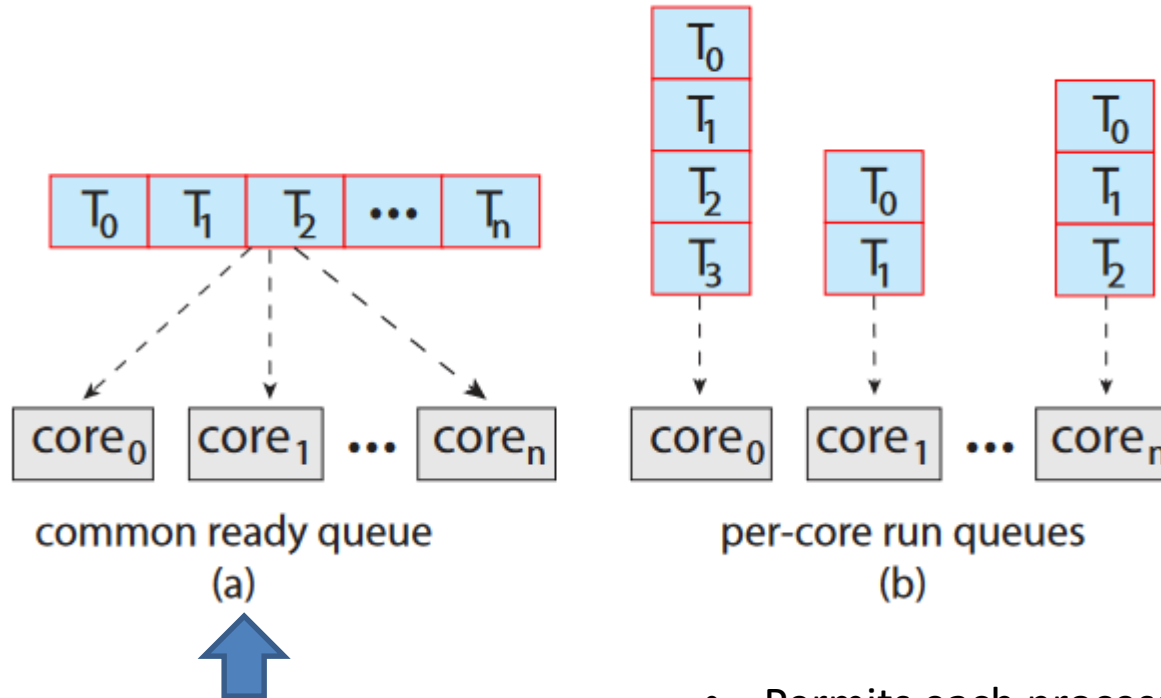 T₀ T₁ T₂ ••• Tₙ
core₀ core₁ ••• coreₙ
common ready queue
(a)
T₀
T₁
T₂
T₃
T₀
T₁
T₀
T₁
T₂
core₀ core₁ ••• coreₙ
per-core run queues
(b)
• Permits each